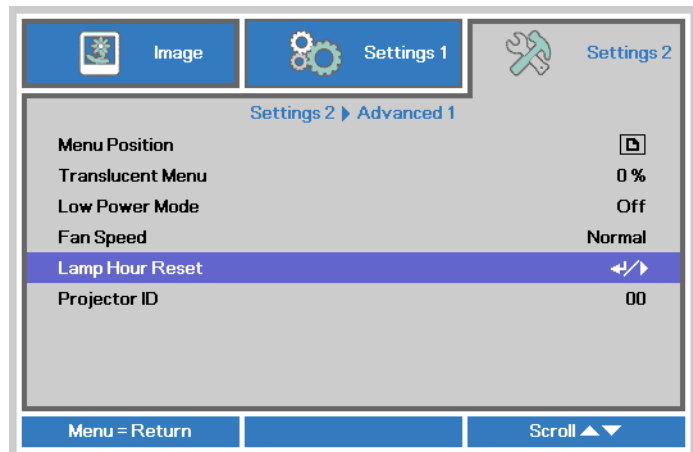 Image Settings 1 Settings 2
Settings 2 ▶ Advanced 1
Menu Position
Translucent Menu 0 %
Low Power Mode Off
Fan Speed Normal
Lamp Hour Reset ↵/▶
Projector ID 00
Menu = Return Scroll ▲▼